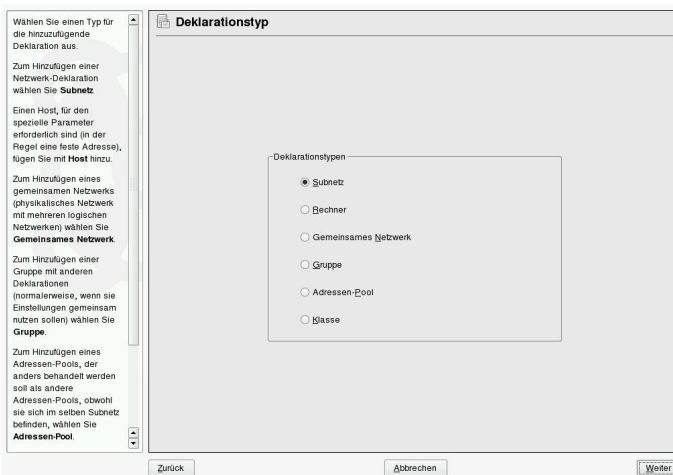 Wählen Sie einen Typ für
die hinzuzufügende
Deklaration aus.
Zum Hinzufügen einer
Netzwerk-Deklaration
wählen Sie Subnetz.
Einen Host, für den
spezielle Parameter
erforderlich sind (in der
Regel eine feste Adresse),
fügen Sie mit Host hinzu.
Zum Hinzufügen eines
gemeinsamen Netzwerks
(physikalisches Netzwerk
mit mehreren logischen
Netzwerken) wählen Sie
Gemeinsames Netzwerk.
Zum Hinzufügen einer
Gruppe mit anderen
Deklarationen
(normalerweise, wenn sie
Einstellungen gemeinsam
nutzen sollen) wählen Sie
Gruppe.
Zum Hinzufügen eines
Adressen-Pools, der
anders behandelt werden
soll als andere
Adressen-Pools, obwohl
sie sich im selben Subnetz
befinden, wählen Sie
Adressen-Pool.
Deklarationstyp
Deklarationstypen
Subnetz
Rechner
Gemeinsames Netzwerk
Gruppe
Adressen-Pool
Klasse
Zurück
Abbrechen
Weiter